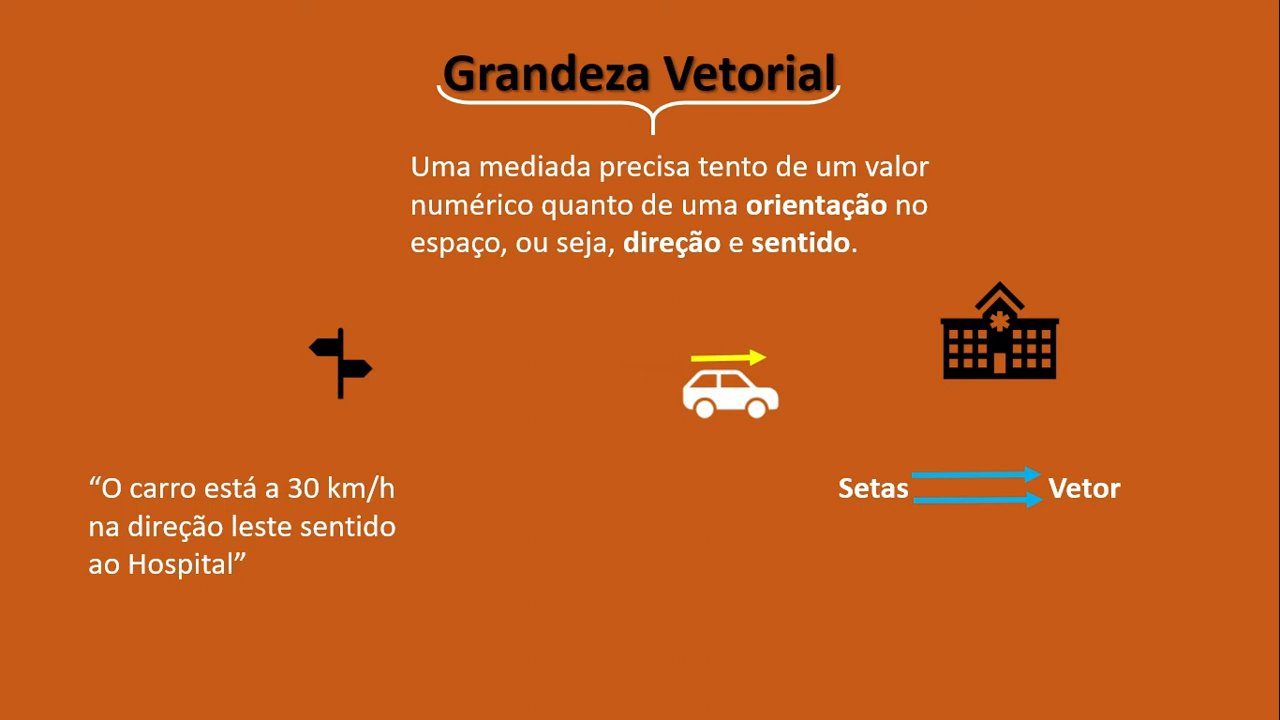 Grandeza Vetorial
Uma mediada precisa tento de um valor
numérico quanto de uma orientação no
espaço, ou seja, direção e sentido.
“O carro está a 30 km/h
na direção leste sentido
ao Hospital”
Setas Vetor